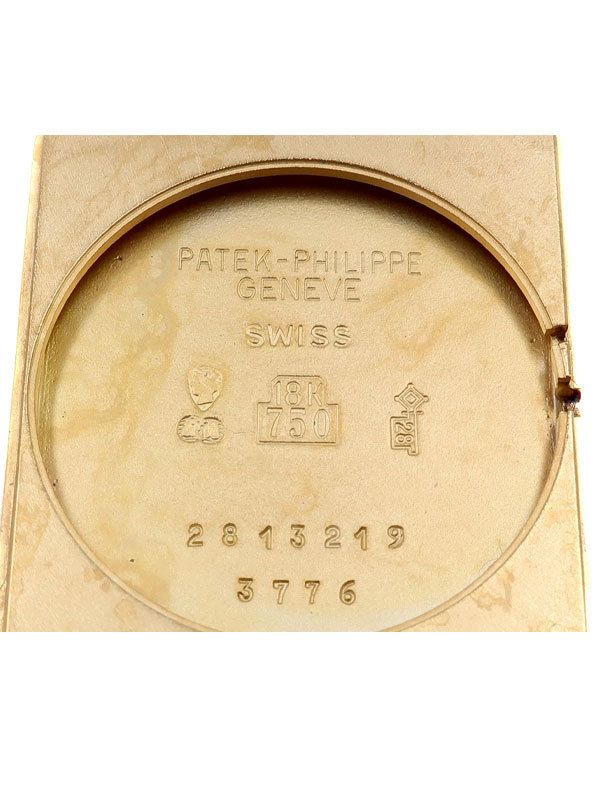 PATEK-PHILIPPE
GENEVE
SWISS
18K
750
28
2813219
3776